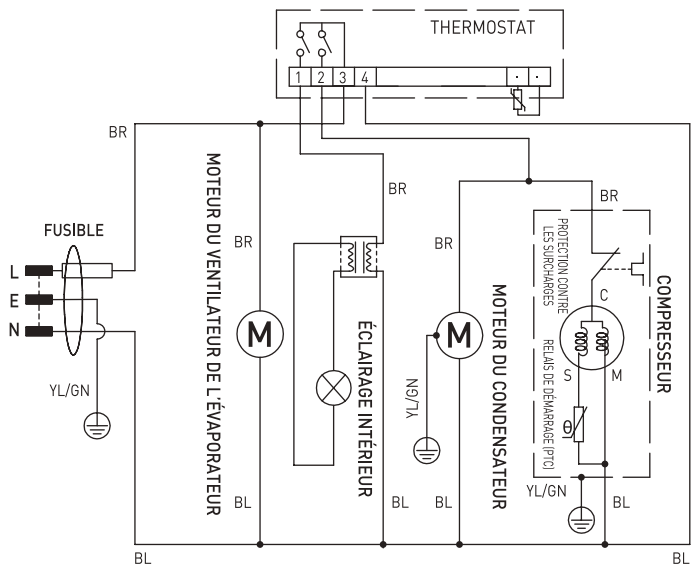 THERMOSTAT
1 2 3 4
BR
FUSIBLE
L
E
N
YL/GN
MOTEUR DU VENTILATEUR
DE L'ÉVAPORATEUR
BR
M
BL
BR
ÉCLAIRAGE INTÉRIEUR
BL
BR
M
YL/GN
MOTEUR DU CONDENSATEUR
BL
BR
PROTECTION CONTRE
LES SURCHARGES
C
S
M
RELAIS DE DÉMARRAGE (PTC)
θ
COMPRESSEUR
YL/GN
BL
BL
BL